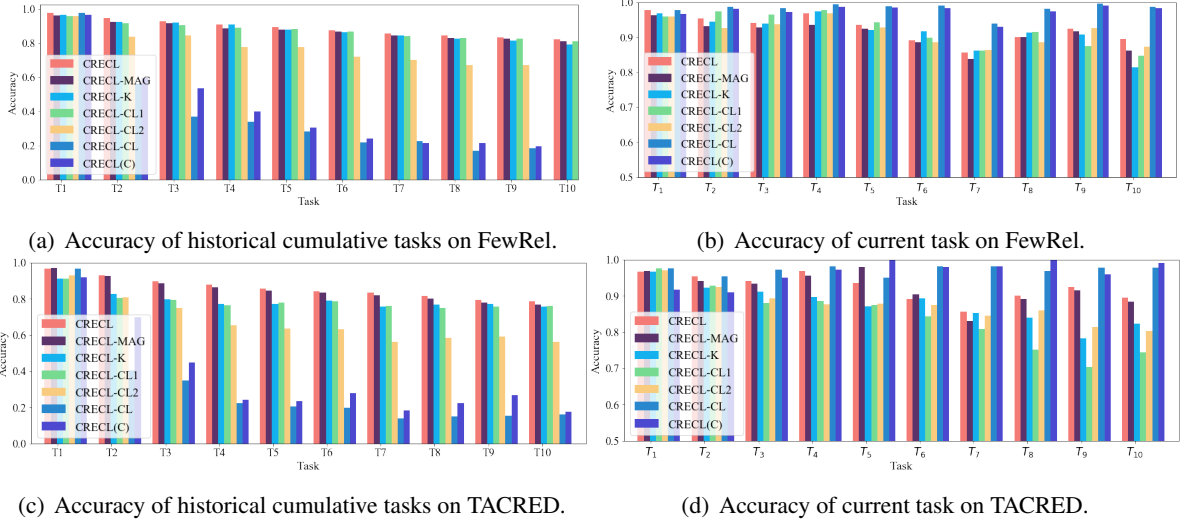 1.0
0.8
0.6
0.4
0.2
0.0
Accuracy
CRECL
CRECL-MAG
CRECL-K
CRECL-CL1
CRECL-CL2
CRECL-CL
CRECL(C)
T1 T2 T3 T4 T5 T6 T7 T8 T9 T10
Task
(a) Accuracy of historical cumulative tasks on FewRel.
1.0
0.9
0.8
0.7
0.6
0.5
Accuracy
CRECL
CRECL-MAG
CRECL-K
CRECL-CL1
CRECL-CL2
CRECL-CL
CRECL(C)
T1 T2 T3 T4 T5 T6 T7 T8 T9 T10
Task
(b) Accuracy of current task on FewRel.
1.0
0.8
0.6
0.4
0.2
0.0
Accuracy
CRECL
CRECL-MAG
CRECL-K
CRECL-CL1
CRECL-CL2
CRECL-CL
CRECL(C)
T1 T2 T3 T4 T5 T6 T7 T8 T9 T10
Task
(c) Accuracy of historical cumulative tasks on TACRED.
1.0
0.9
0.8
0.7
0.6
0.5
Accuracy
CRECL
CRECL-MAG
CRECL-K
CRECL-CL1
CRECL-CL2
CRECL-CL
CRECL(C)
T1 T2 T3 T4 T5 T6 T7 T8 T9 T10
Task
(d) Accuracy of current task on TACRED.